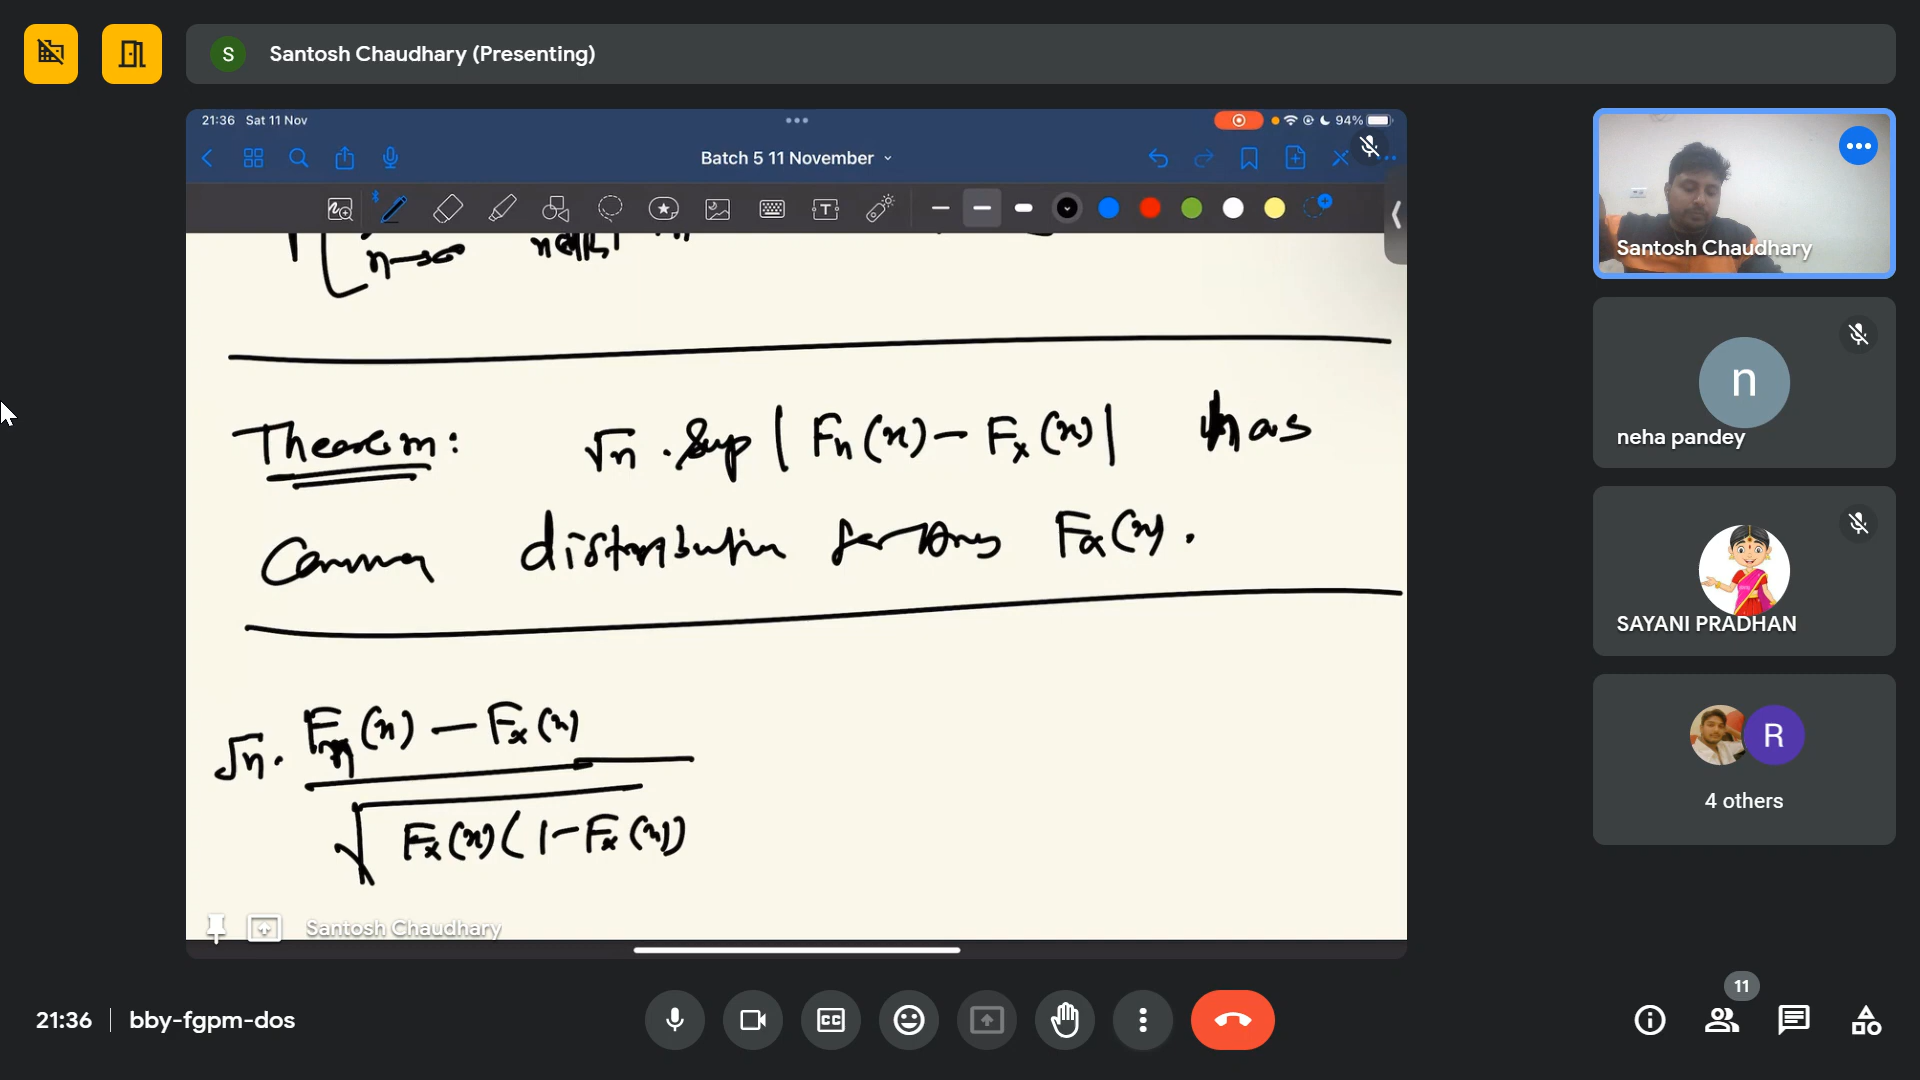 S Santosh Chaudhary (Presenting)
21:36 Sat 11 Nov
94%
Batch 5 11 November
T
n→∞
Theorem: √n . Sup | Fn(x) – Fx(x) | has
Common distribution for any Fx(x).
√n . Fn(x) – Fx(x)
√ Fx(x) ( 1 – Fx(x))
Santosh Chaudhary
Santosh Chaudhary
n
neha pandey
SAYANI PRADHAN
R
4 others
21:36 | bby-fgpm-dos
CC
11